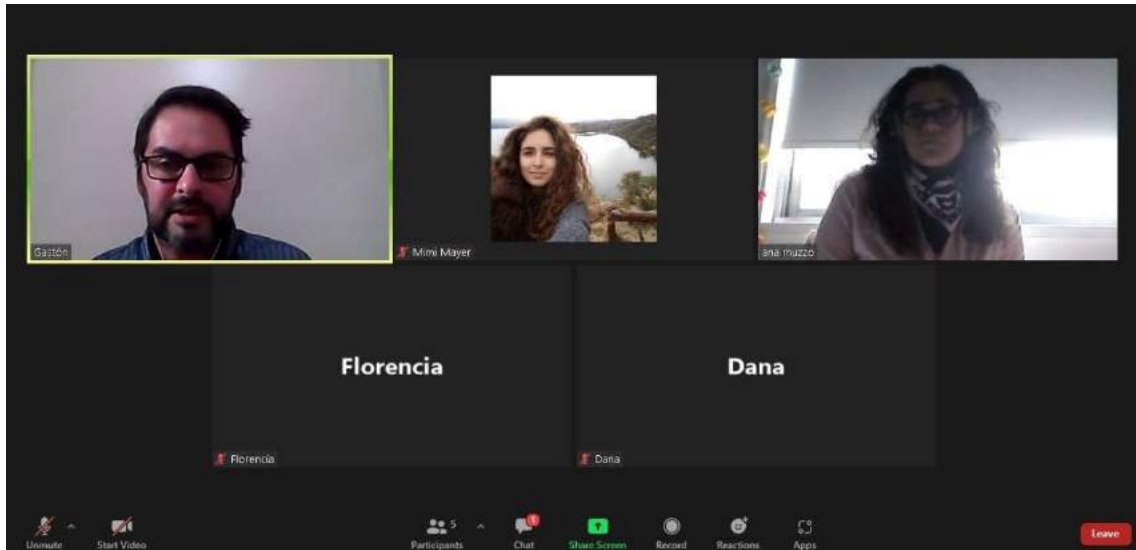 Gastón
Mimi Mayer
ana muzzo
Florencia
Dana
Florencia
Dana
Unmute
Start Video
5
Participants
1
Chat
Share Screen
Record
Reactions
Apps
Leave